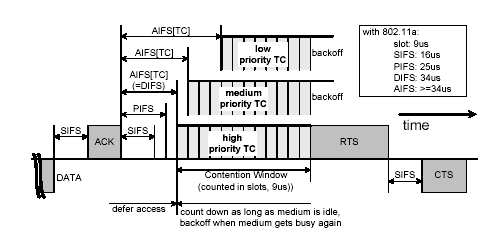 AIFS[TC]
AIFS[TC]
AIFS[TC]
(=DIFS)
PIFS
SIFS
SIFS
ACK
DATA
low
priority TC
backoff
medium
priority TC
backoff
high
priority TC
with 802.11a:
slot: 9us
SIFS: 16us
PIFS: 25us
DIFS: 34us
AIFS: >=34us
time
RTS
SIFS
CTS
Contention Window
(counted in slots, 9us))
defer access
count down as long as medium is idle,
backoff when medium gets busy again